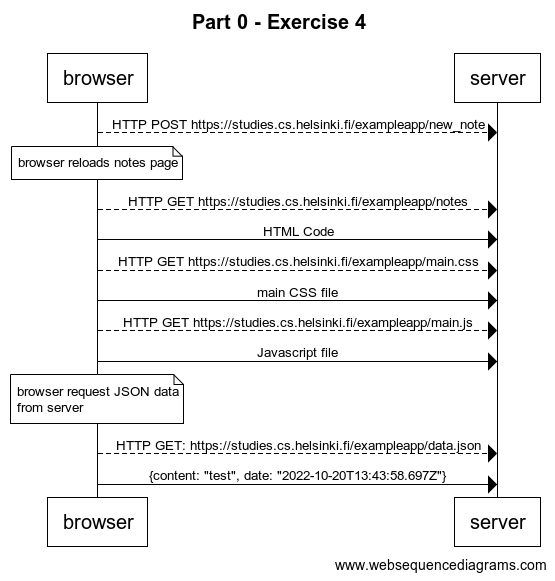 Part 0 - Exercise 4
browser
server
HTTP POST https://studies.cs.helsinki.fi/exampleapp/new_note
browser reloads notes page
HTTP GET https://studies.cs.helsinki.fi/exampleapp/notes
HTML Code
HTTP GET https://studies.cs.helsinki.fi/exampleapp/main.css
main CSS file
HTTP GET https://studies.cs.helsinki.fi/exampleapp/main.js
Javascript file
browser request JSON data
from server
HTTP GET: https://studies.cs.helsinki.fi/exampleapp/data.json
{content: "test", date: "2022-10-20T13:43:58.697Z"}
browser
server
www.websequencediagrams.com